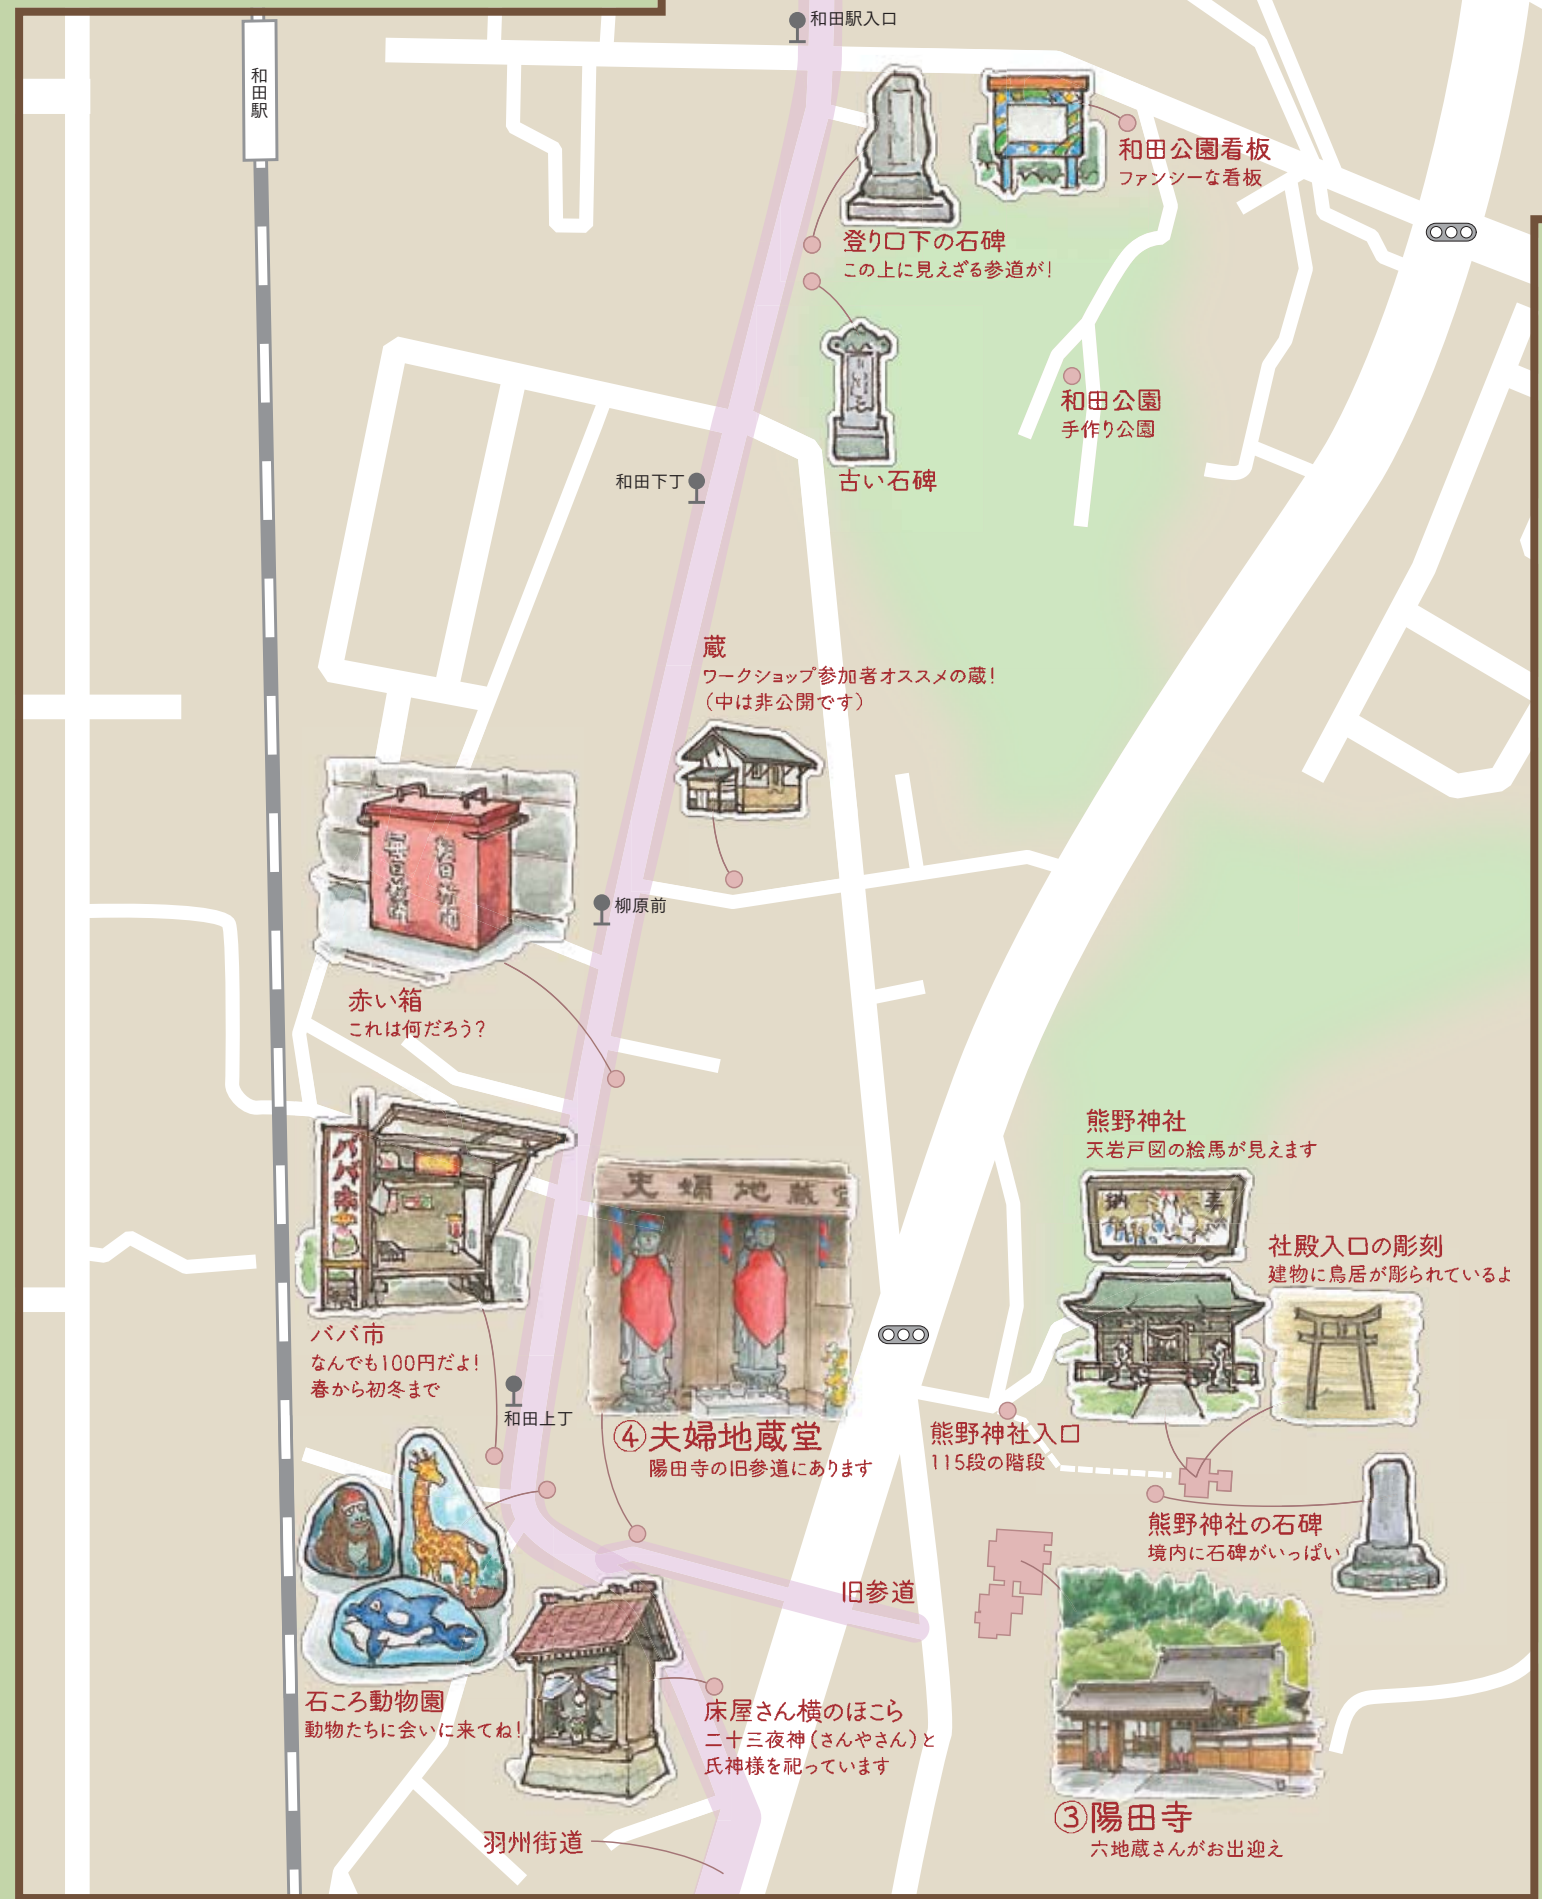 和田駅入口
和田駅
和田公園看板
ファンシーな看板
登り口下の石碑
この上に見えざる参道が!
和田公園
手作り公園
古い石碑
和田下丁
蔵
ワークショップ参加者オススメの蔵!
(中は非公開です)
毎日新聞
柳原前
赤い箱
これは何だろう?
熊野神社
天岩戸図の絵馬が見えます
奉
納
社殿入口の彫刻
建物に鳥居が彫られているよ
ババ市
夫婦地蔵堂
ババ市
なんでも100円だよ!
春から初冬まで
和田上丁
④夫婦地蔵堂
陽田寺の旧参道にあります
熊野神社入口
115段の階段
熊野神社の石碑
境内に石碑がいっぱい
旧参道
石ころ動物園
動物たちに会いに来てね!
床屋さん横のほこら
二十三夜神(さんやさん)と
氏神様を祀っています
③陽田寺
六地蔵さんがお出迎え
羽州街道